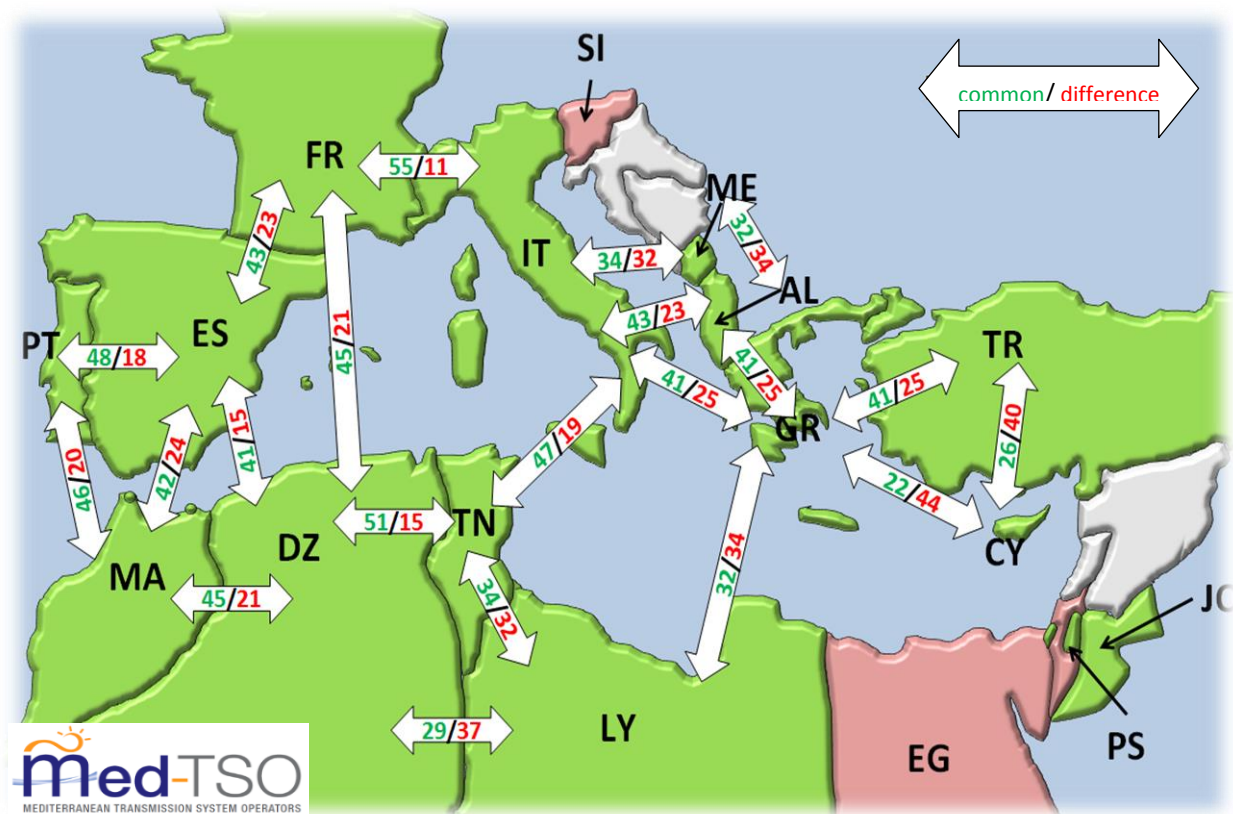 SI
common/ difference
FR
55/11
ME
32/34
43/23
IT
34/32
AL
43/23
PT
48/18
ES
45/21
41/25
TR
41/25
41/25
GR
26/40
46/20
42/24
41/15
47/19
22/44
51/15
TN
DZ
CY
MA
45/21
34/32
32/34
JO
29/37
LY
PS
EG
med-TSO
MEDITERRANEAN TRANSMISSION SYSTEM OPERATORS